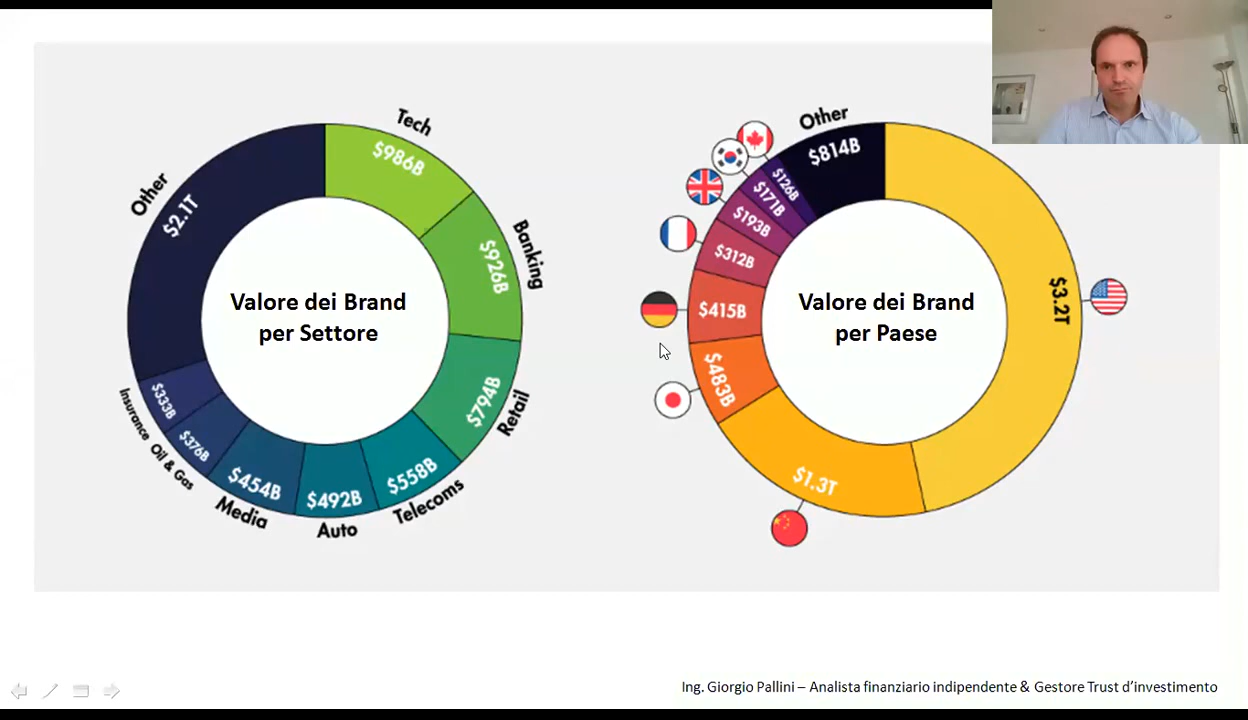 Tech
$986B
Banking
$926B
Retail
$794B
Telecoms
$558B
Auto
$492B
Media
$454B
Oil & Gas
$376B
Insurance
$333B
Other
$2.1T
Valore dei Brand
per Settore
Other
$814B
$126B
$171B
$193B
$312B
$415B
$483B
$1.3T
$3.2T
Valore dei Brand
per Paese
Ing. Giorgio Pallini – Analista finanziario indipendente & Gestore Trust d’investimento